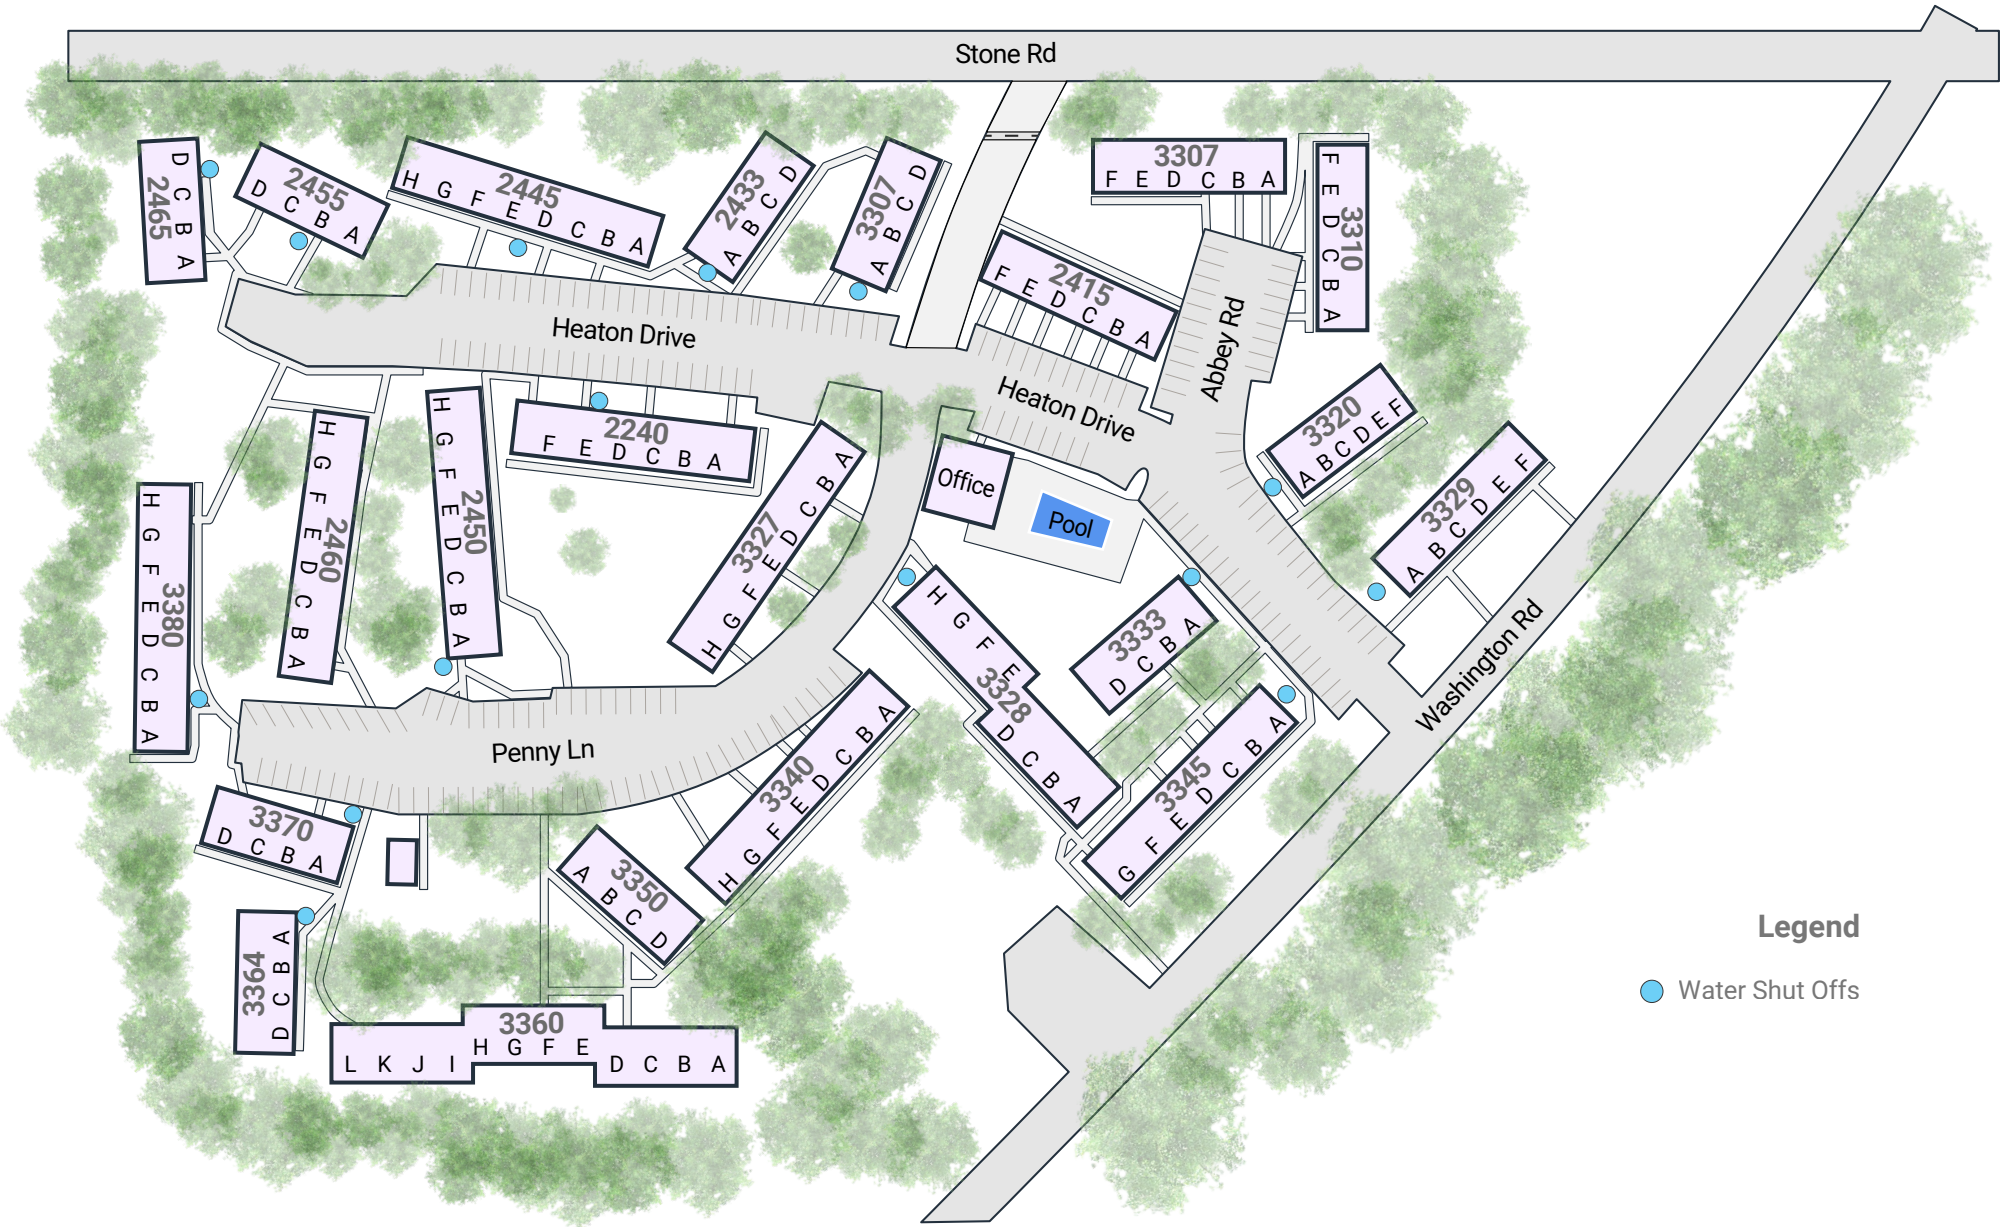 Stone Rd
2465
D C B A
2455
D C B A
2445
H G F E D C B A
2433
A B C D
3307
A B C D
3307
F E D C B A
3310
F E D C B A
2415
F E D C B A
Abbey Rd
Heaton Drive
Heaton Drive
2240
F E D C B A
2450
H G F E D C B A
2460
H G F E D C B A
3380
H G F E D C B A
3327
H G F E D C B A
Office
Pool
3320
A B C D E F
3329
A B C D E F
3333
D C B A
3328
H G F E
D C B A
3345
G F E D C B A
Washington Rd
Penny Ln
3340
H G F E D C B A
3370
D C B A
3350
A B C D
3364
D C B A
3360
L K J I H G F E D C B A
Legend
Water Shut Offs